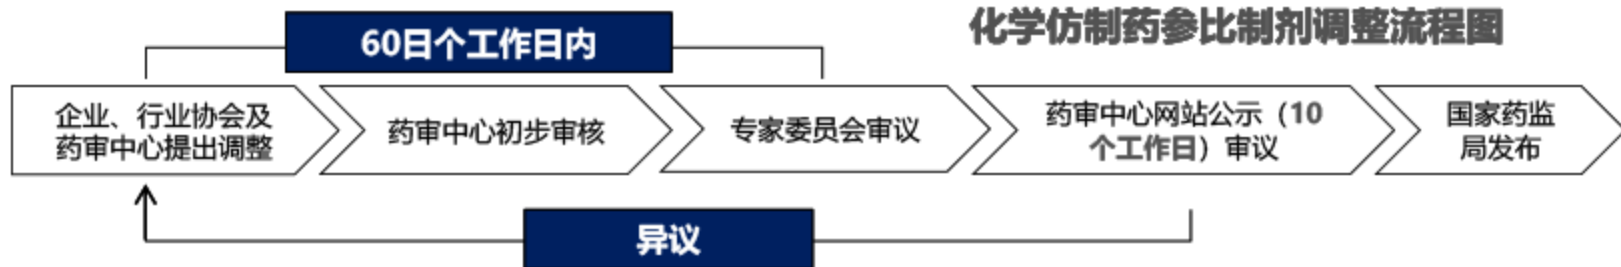 化学仿制药参比制剂调整流程图
60日个工作日内
企业、行业协会及
药审中心提出调整
药审中心初步审核
专家委员会审议
药审中心网站公示（10
个工作日）审议
国家药监
局发布
异议